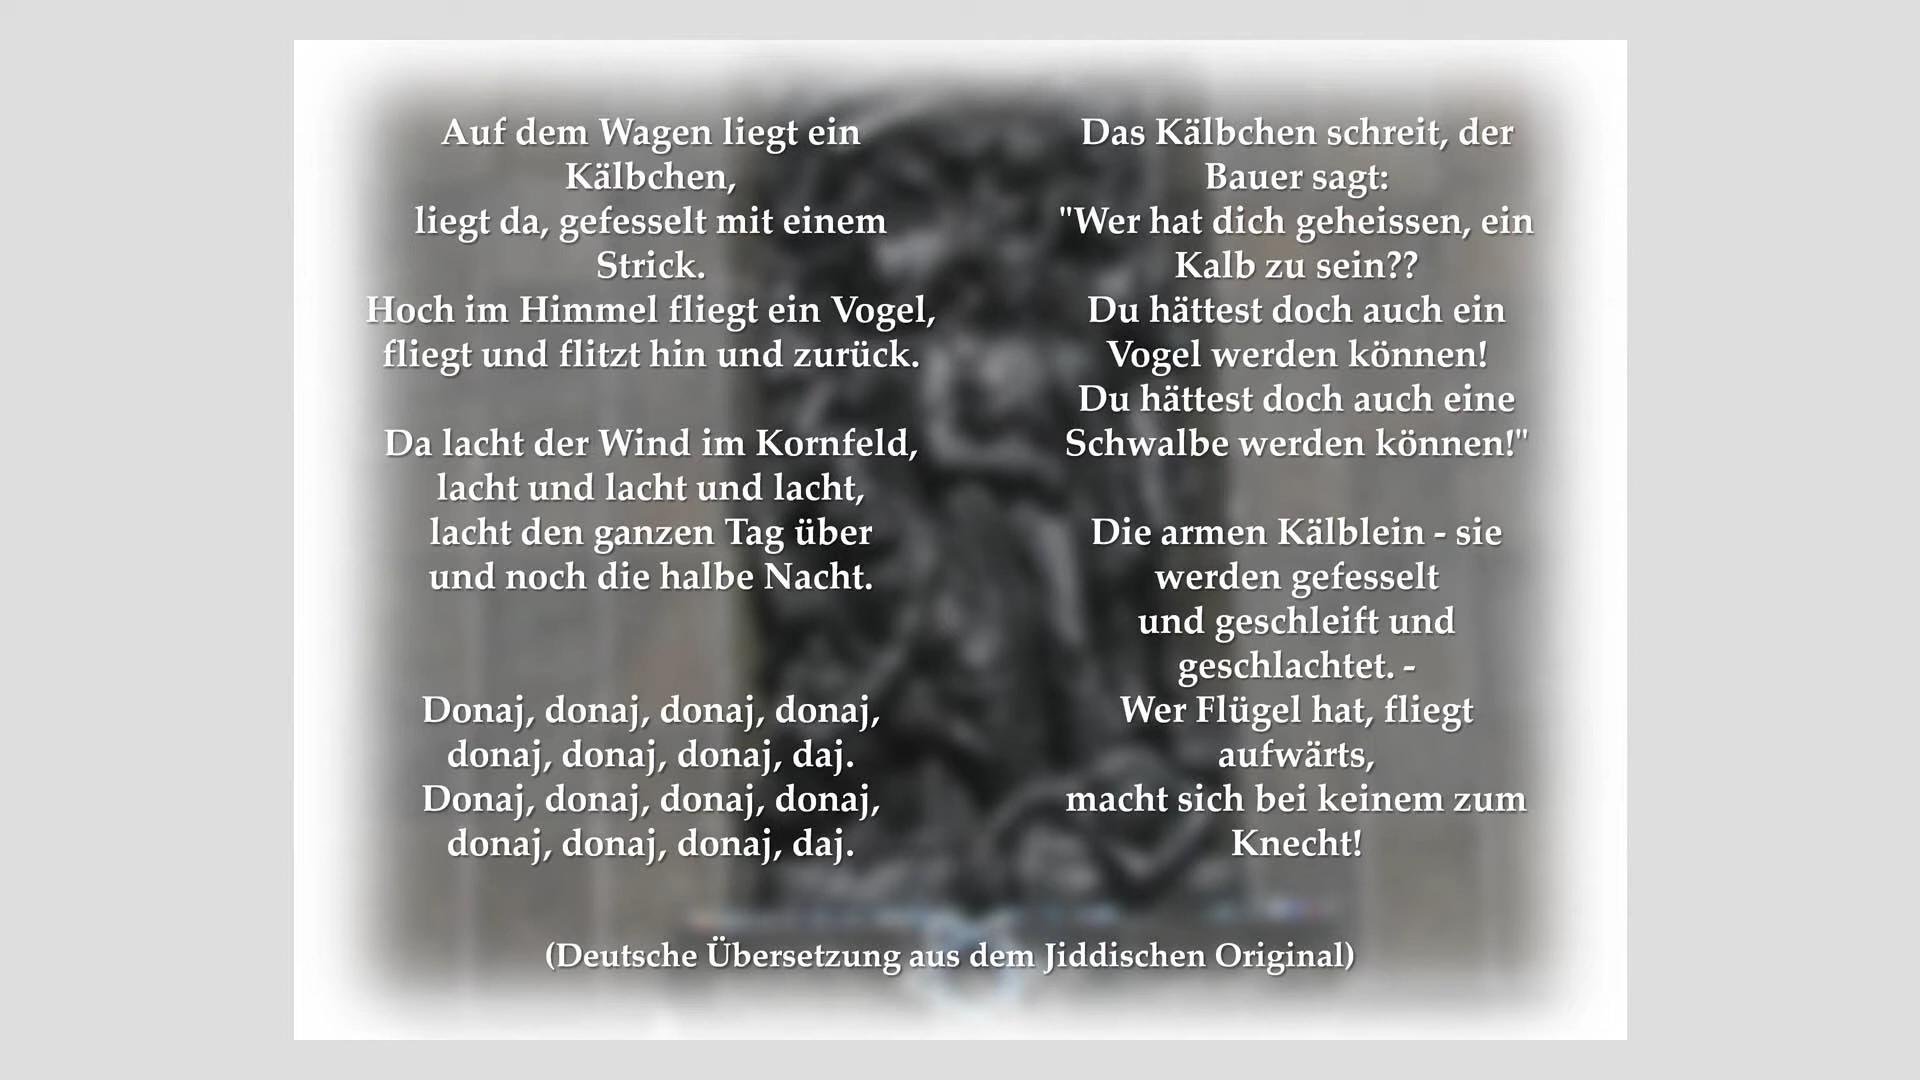 Auf dem Wagen liegt ein
Kälbchen,
liegt da, gefesselt mit einem
Strick.
Hoch im Himmel fliegt ein Vogel,
fliegt und flitzt hin und zurück.
Da lacht der Wind im Kornfeld,
lacht und lacht und lacht,
lacht den ganzen Tag über
und noch die halbe Nacht.
Donaj, donaj, donaj, donaj,
donaj, donaj, donaj, daj.
Donaj, donaj, donaj, donaj,
donaj, donaj, donaj, daj.
Das Kälbchen schreit, der
Bauer sagt:
"Wer hat dich geheissen, ein
Kalb zu sein??
Du hättest doch auch ein
Vogel werden können!
Du hättest doch auch eine
Schwalbe werden können!"
Die armen Kälblein - sie
werden gefesselt
und geschleift und
geschlachtet. -
Wer Flügel hat, fliegt
aufwärts,
macht sich bei keinem zum
Knecht!
(Deutsche Übersetzung aus dem Jiddischen Original)